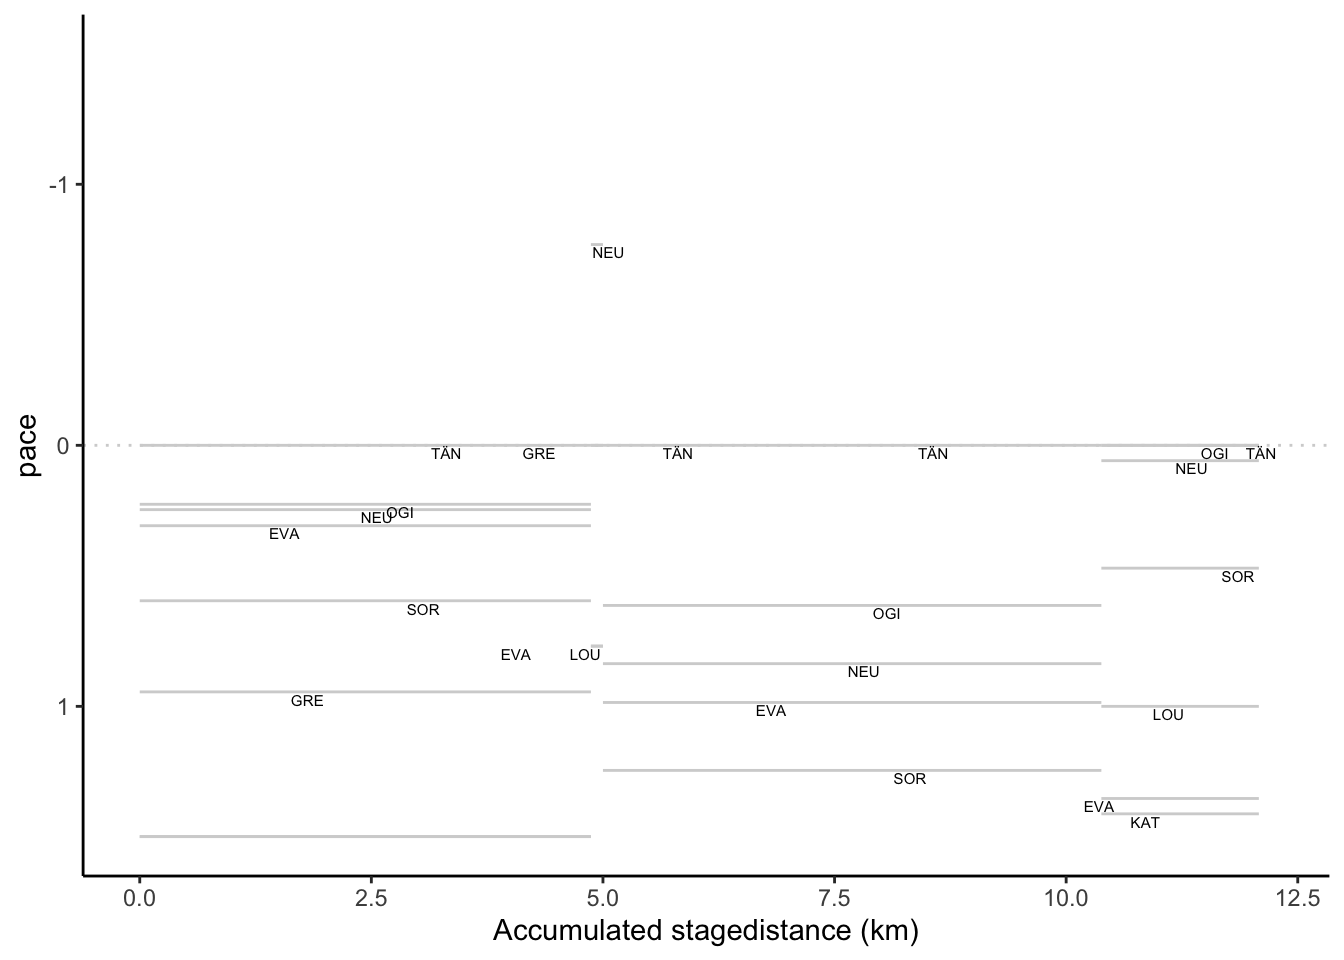 -1
NEU
0
TÄN GRE TÄN TÄN OGI TÄN
NEU
OGI
NEU
EVA
SOR
SOR
OGI
EVA LOU
NEU
GRE
EVA
1
LOU
SOR
EVA
KAT
pace
0.0 2.5 5.0 7.5 10.0 12.5
Accumulated stagedistance (km)